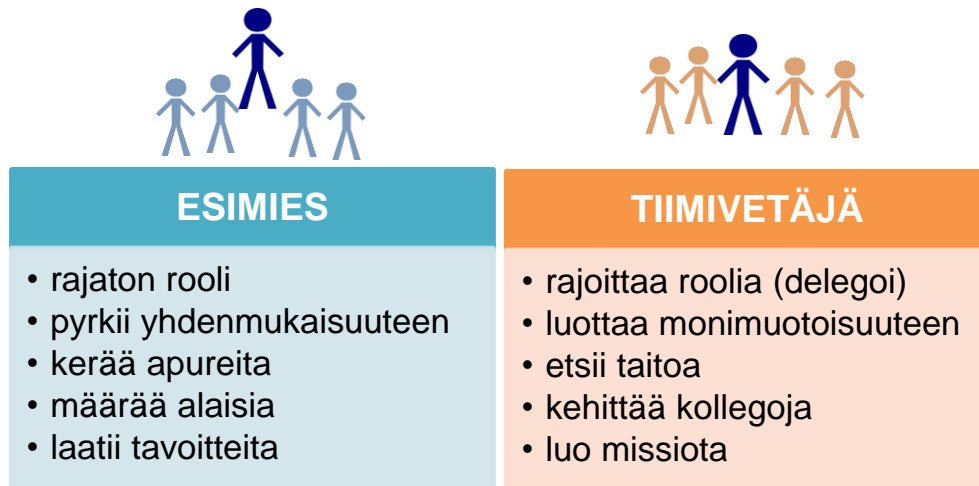 ESIMIES
• rajaton rooli
• pyrkii yhdenmukaisuuteen
• kerää apureita
• määrää alaisia
• laatii tavoitteita
TIIMIVETÄJÄ
• rajoittaa roolia (delegoi)
• luottaa monimuotoisuuteen
• etsii taitoa
• kehittää kollegoja
• luo missiota